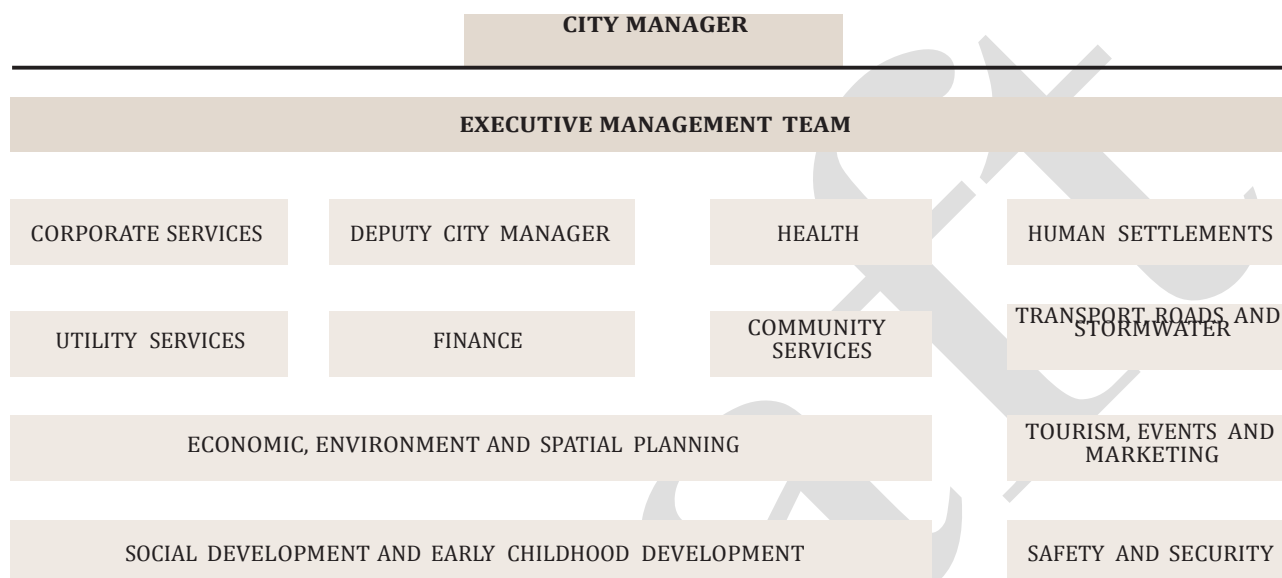 CITY MANAGER
EXECUTIVE MANAGEMENT TEAM
CORPORATE SERVICES
DEPUTY CITY MANAGER
HEALTH
HUMAN SETTLEMENTS
UTILITY SERVICES
FINANCE
COMMUNITY
SERVICES
TRANSPORT, ROADS AND
STORMWATER
ECONOMIC, ENVIRONMENT AND SPATIAL PLANNING
TOURISM, EVENTS AND
MARKETING
SOCIAL DEVELOPMENT AND EARLY CHILDHOOD DEVELOPMENT
SAFETY AND SECURITY